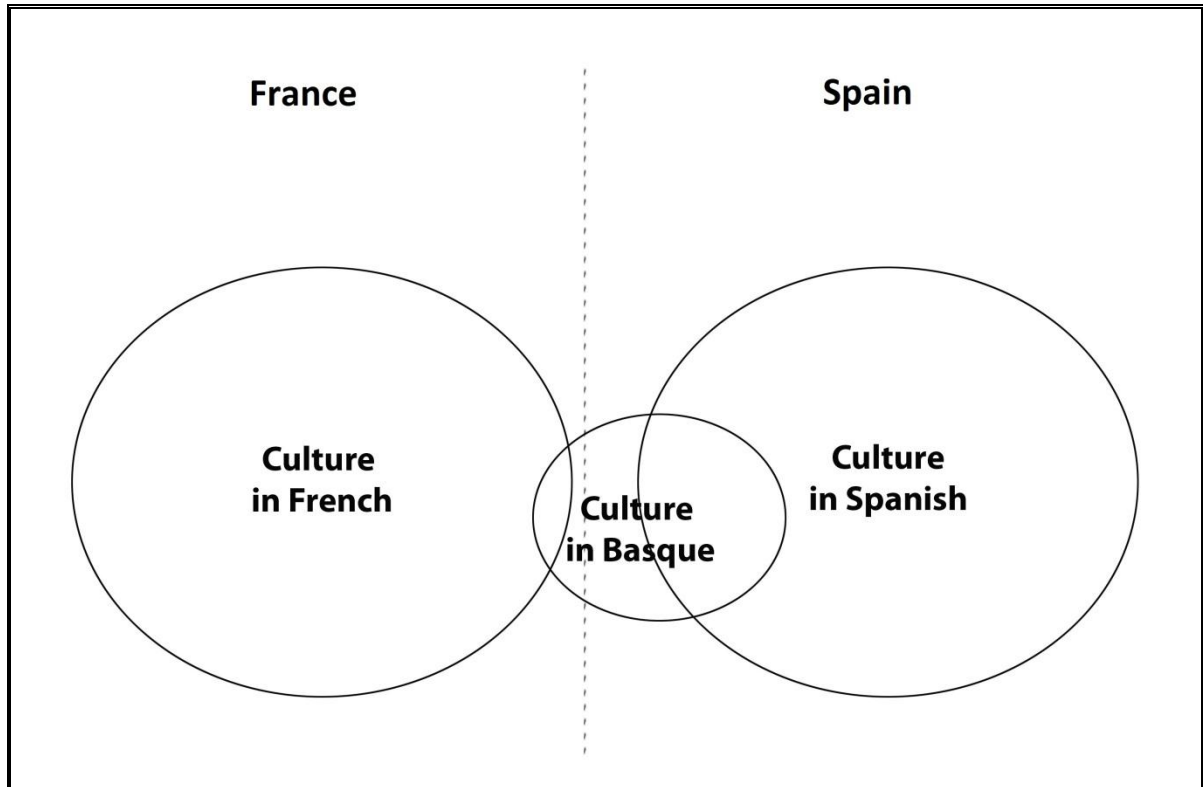 France
Spain
Culture
in French
Culture
in Basque
Culture
in Spanish